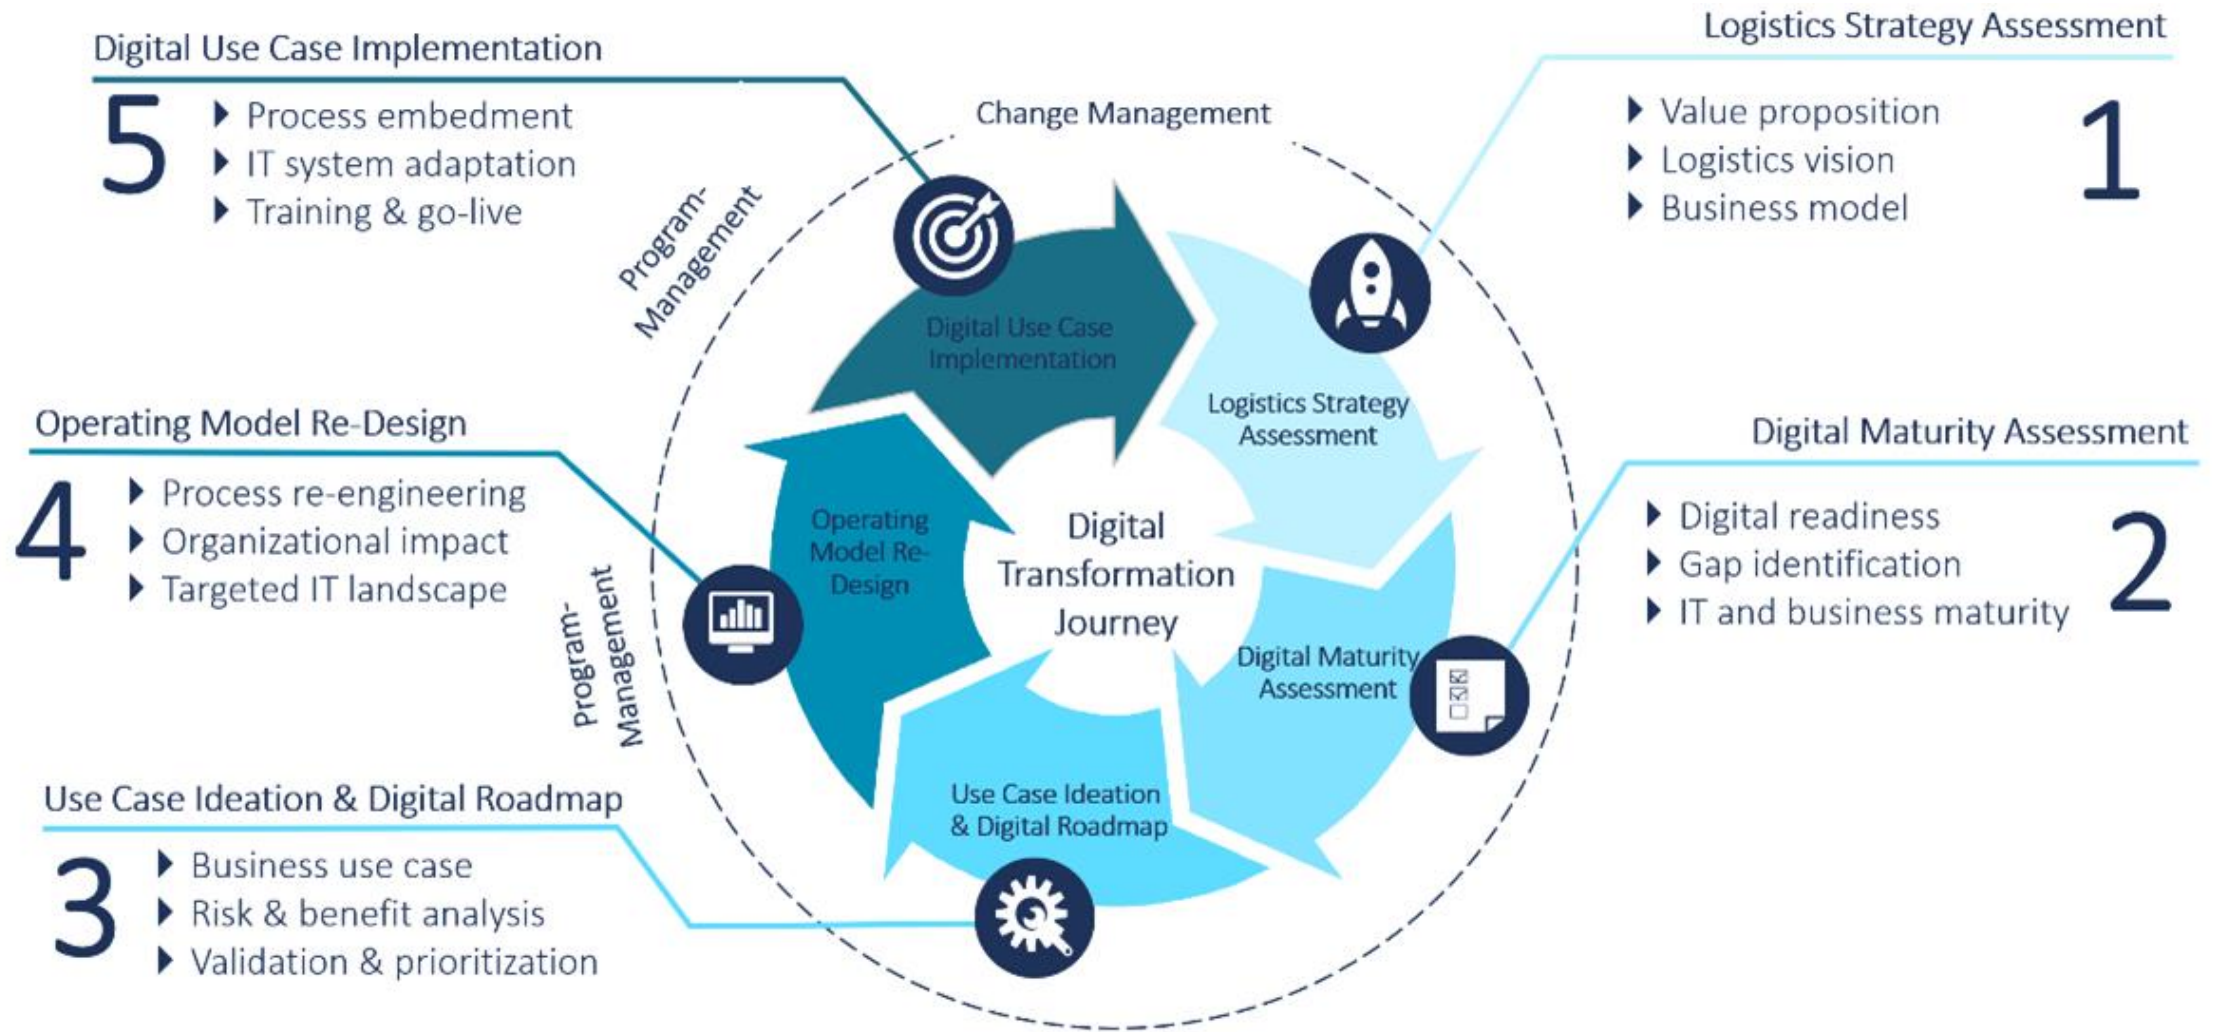 Logistics Strategy Assessment
1
Value proposition
Logistics vision
Business model
Digital Maturity Assessment
2
Digital readiness
Gap identification
IT and business maturity
Use Case Ideation & Digital Roadmap
3
Business use case
Risk & benefit analysis
Validation & prioritization
Operating Model Re-Design
4
Process re-engineering
Organizational impact
Targeted IT landscape
Digital Use Case Implementation
5
Process embedment
IT system adaptation
Training & go-live
Change Management
Program-
Management
Program-
Management
Digital Use Case
Implementation
Logistics Strategy
Assessment
Digital Maturity
Assessment
Use Case Ideation
& Digital Roadmap
Operating
Model Re-
Design
Digital
Transformation
Journey